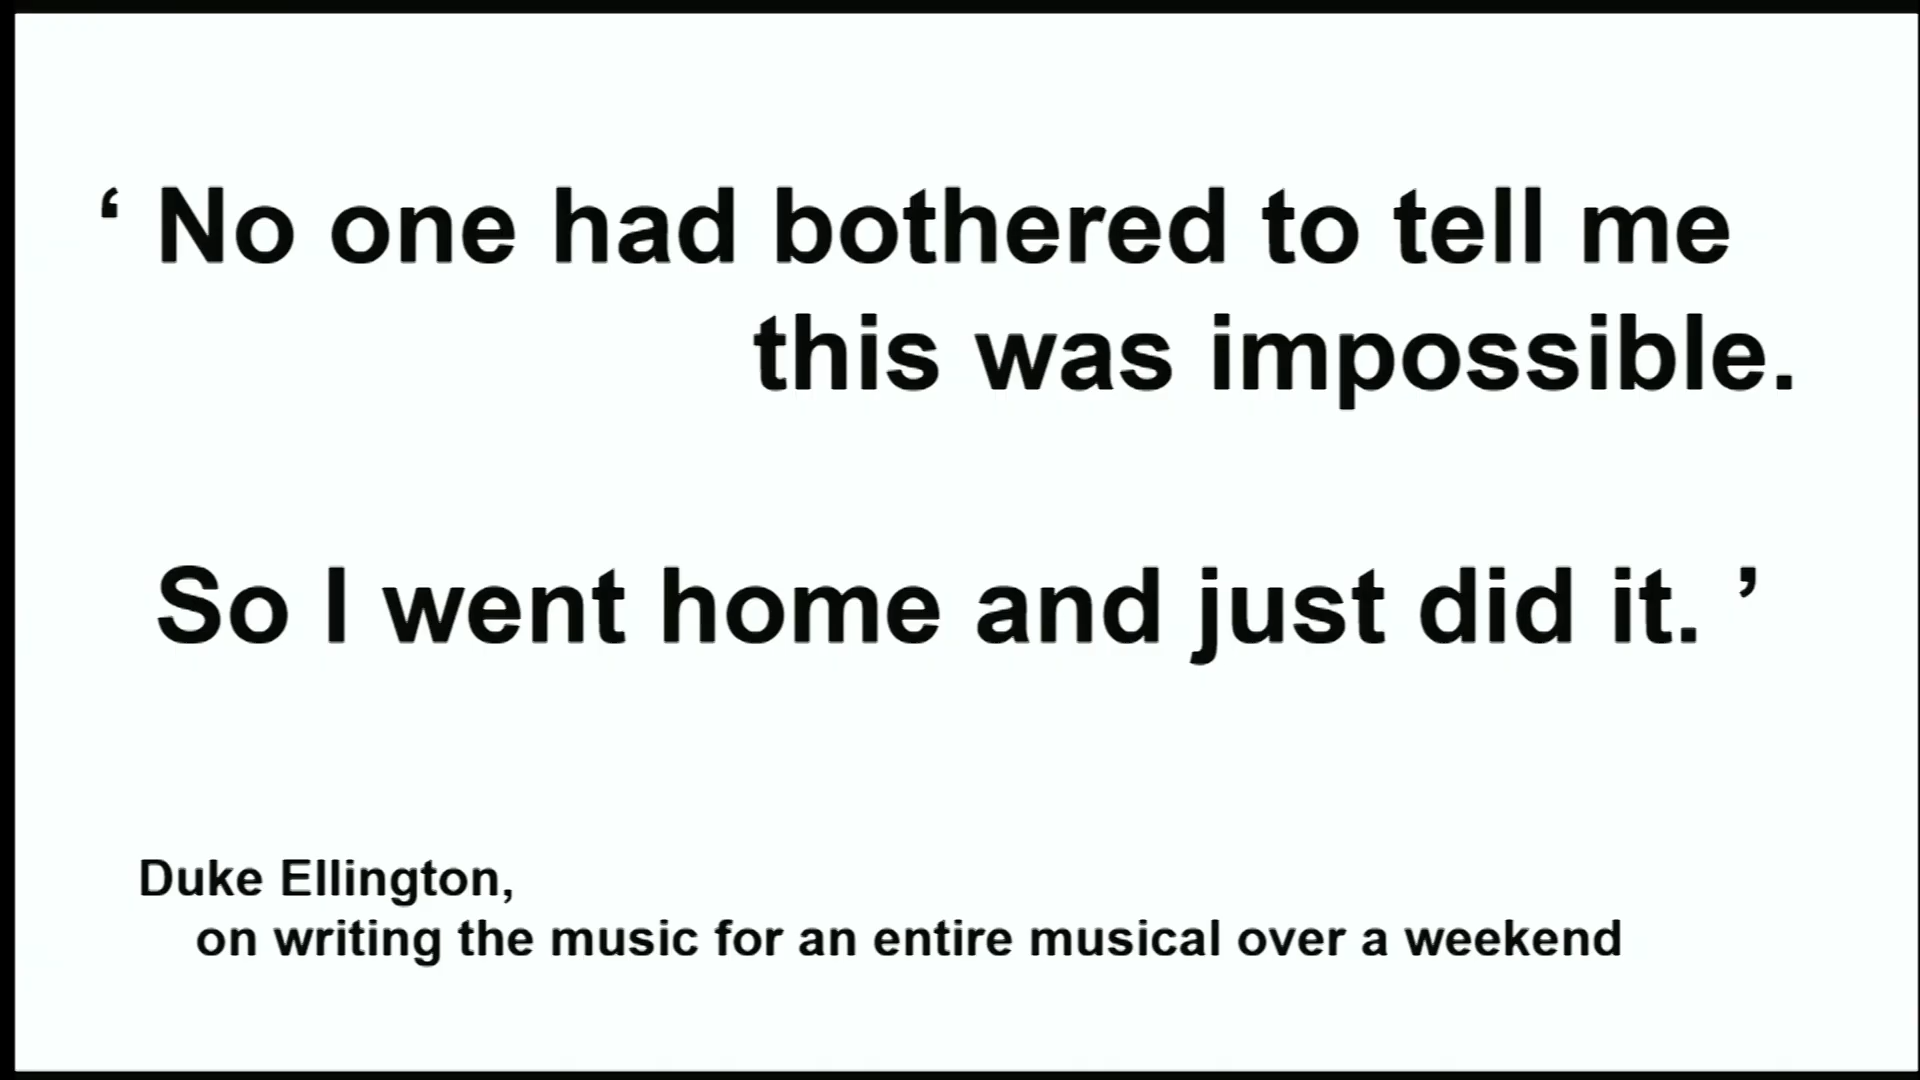 ‘ No one had bothered to tell me
this was impossible.
So I went home and just did it. ’
Duke Ellington,
on writing the music for an entire musical over a weekend